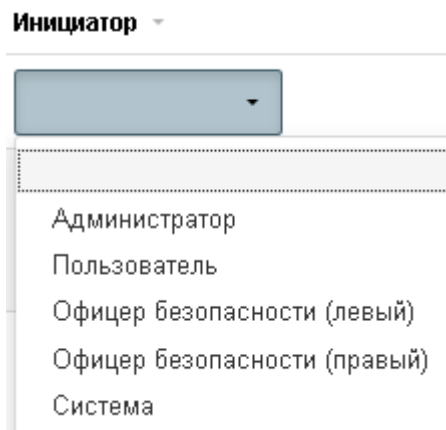 Инициатор
Администратор
Пользователь
Офицер безопасности (левый)
Офицер безопасности (правый)
Система